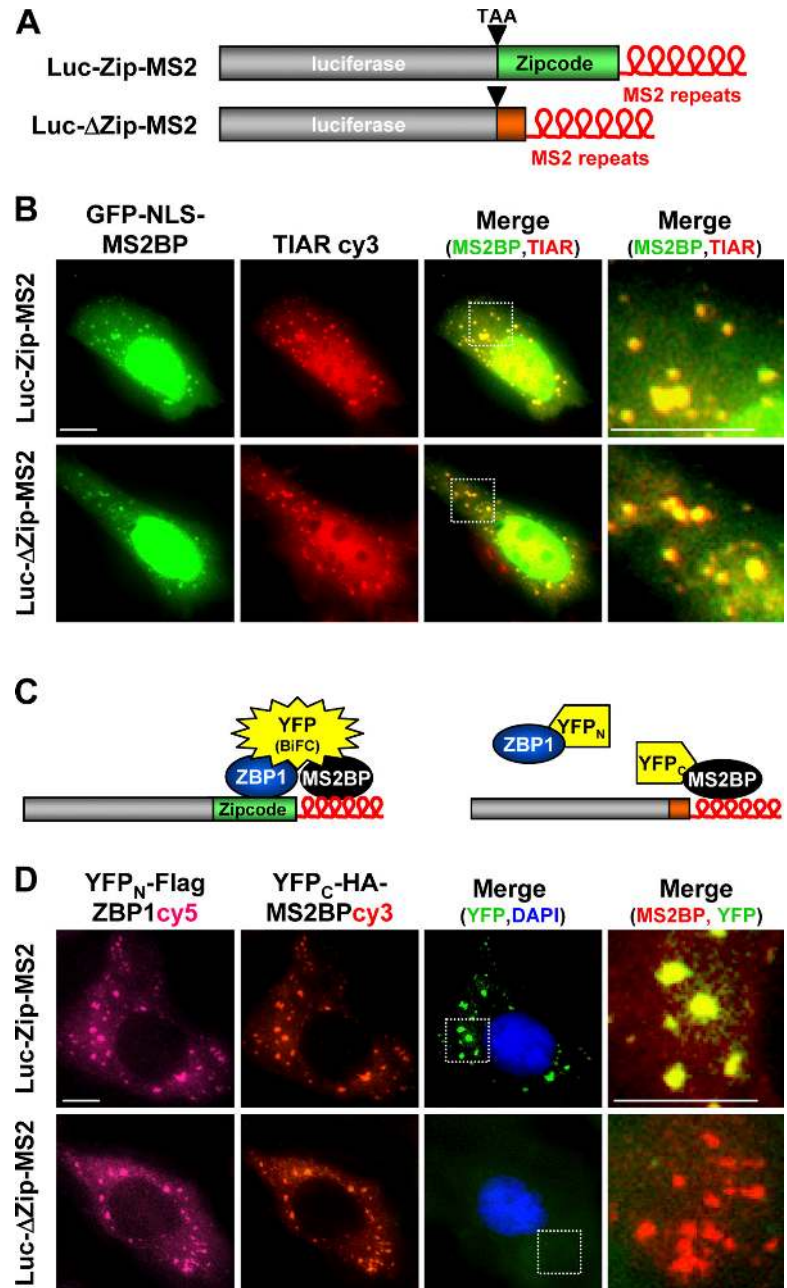 A
TAA
Luc-Zip-MS2
luciferase
Zipcode
MS2 repeats
Luc-ΔZip-MS2
luciferase
MS2 repeats
B
GFP-NLS-
MS2BP
TIAR cy3
Merge
(MS2BP,TIAR)
Merge
(MS2BP,TIAR)
Luc-Zip-MS2
Luc-ΔZip-MS2
C
YFP
(BiFC)
ZBP1
MS2BP
Zipcode
ZBP1
YFPN
YFPC
MS2BP
D
YFPN-Flag
ZBP1cy5
YFPC-HA-
MS2BPcy3
Merge
(YFP,DAPI)
Merge
(MS2BP, YFP)
Luc-Zip-MS2
Luc-ΔZip-MS2